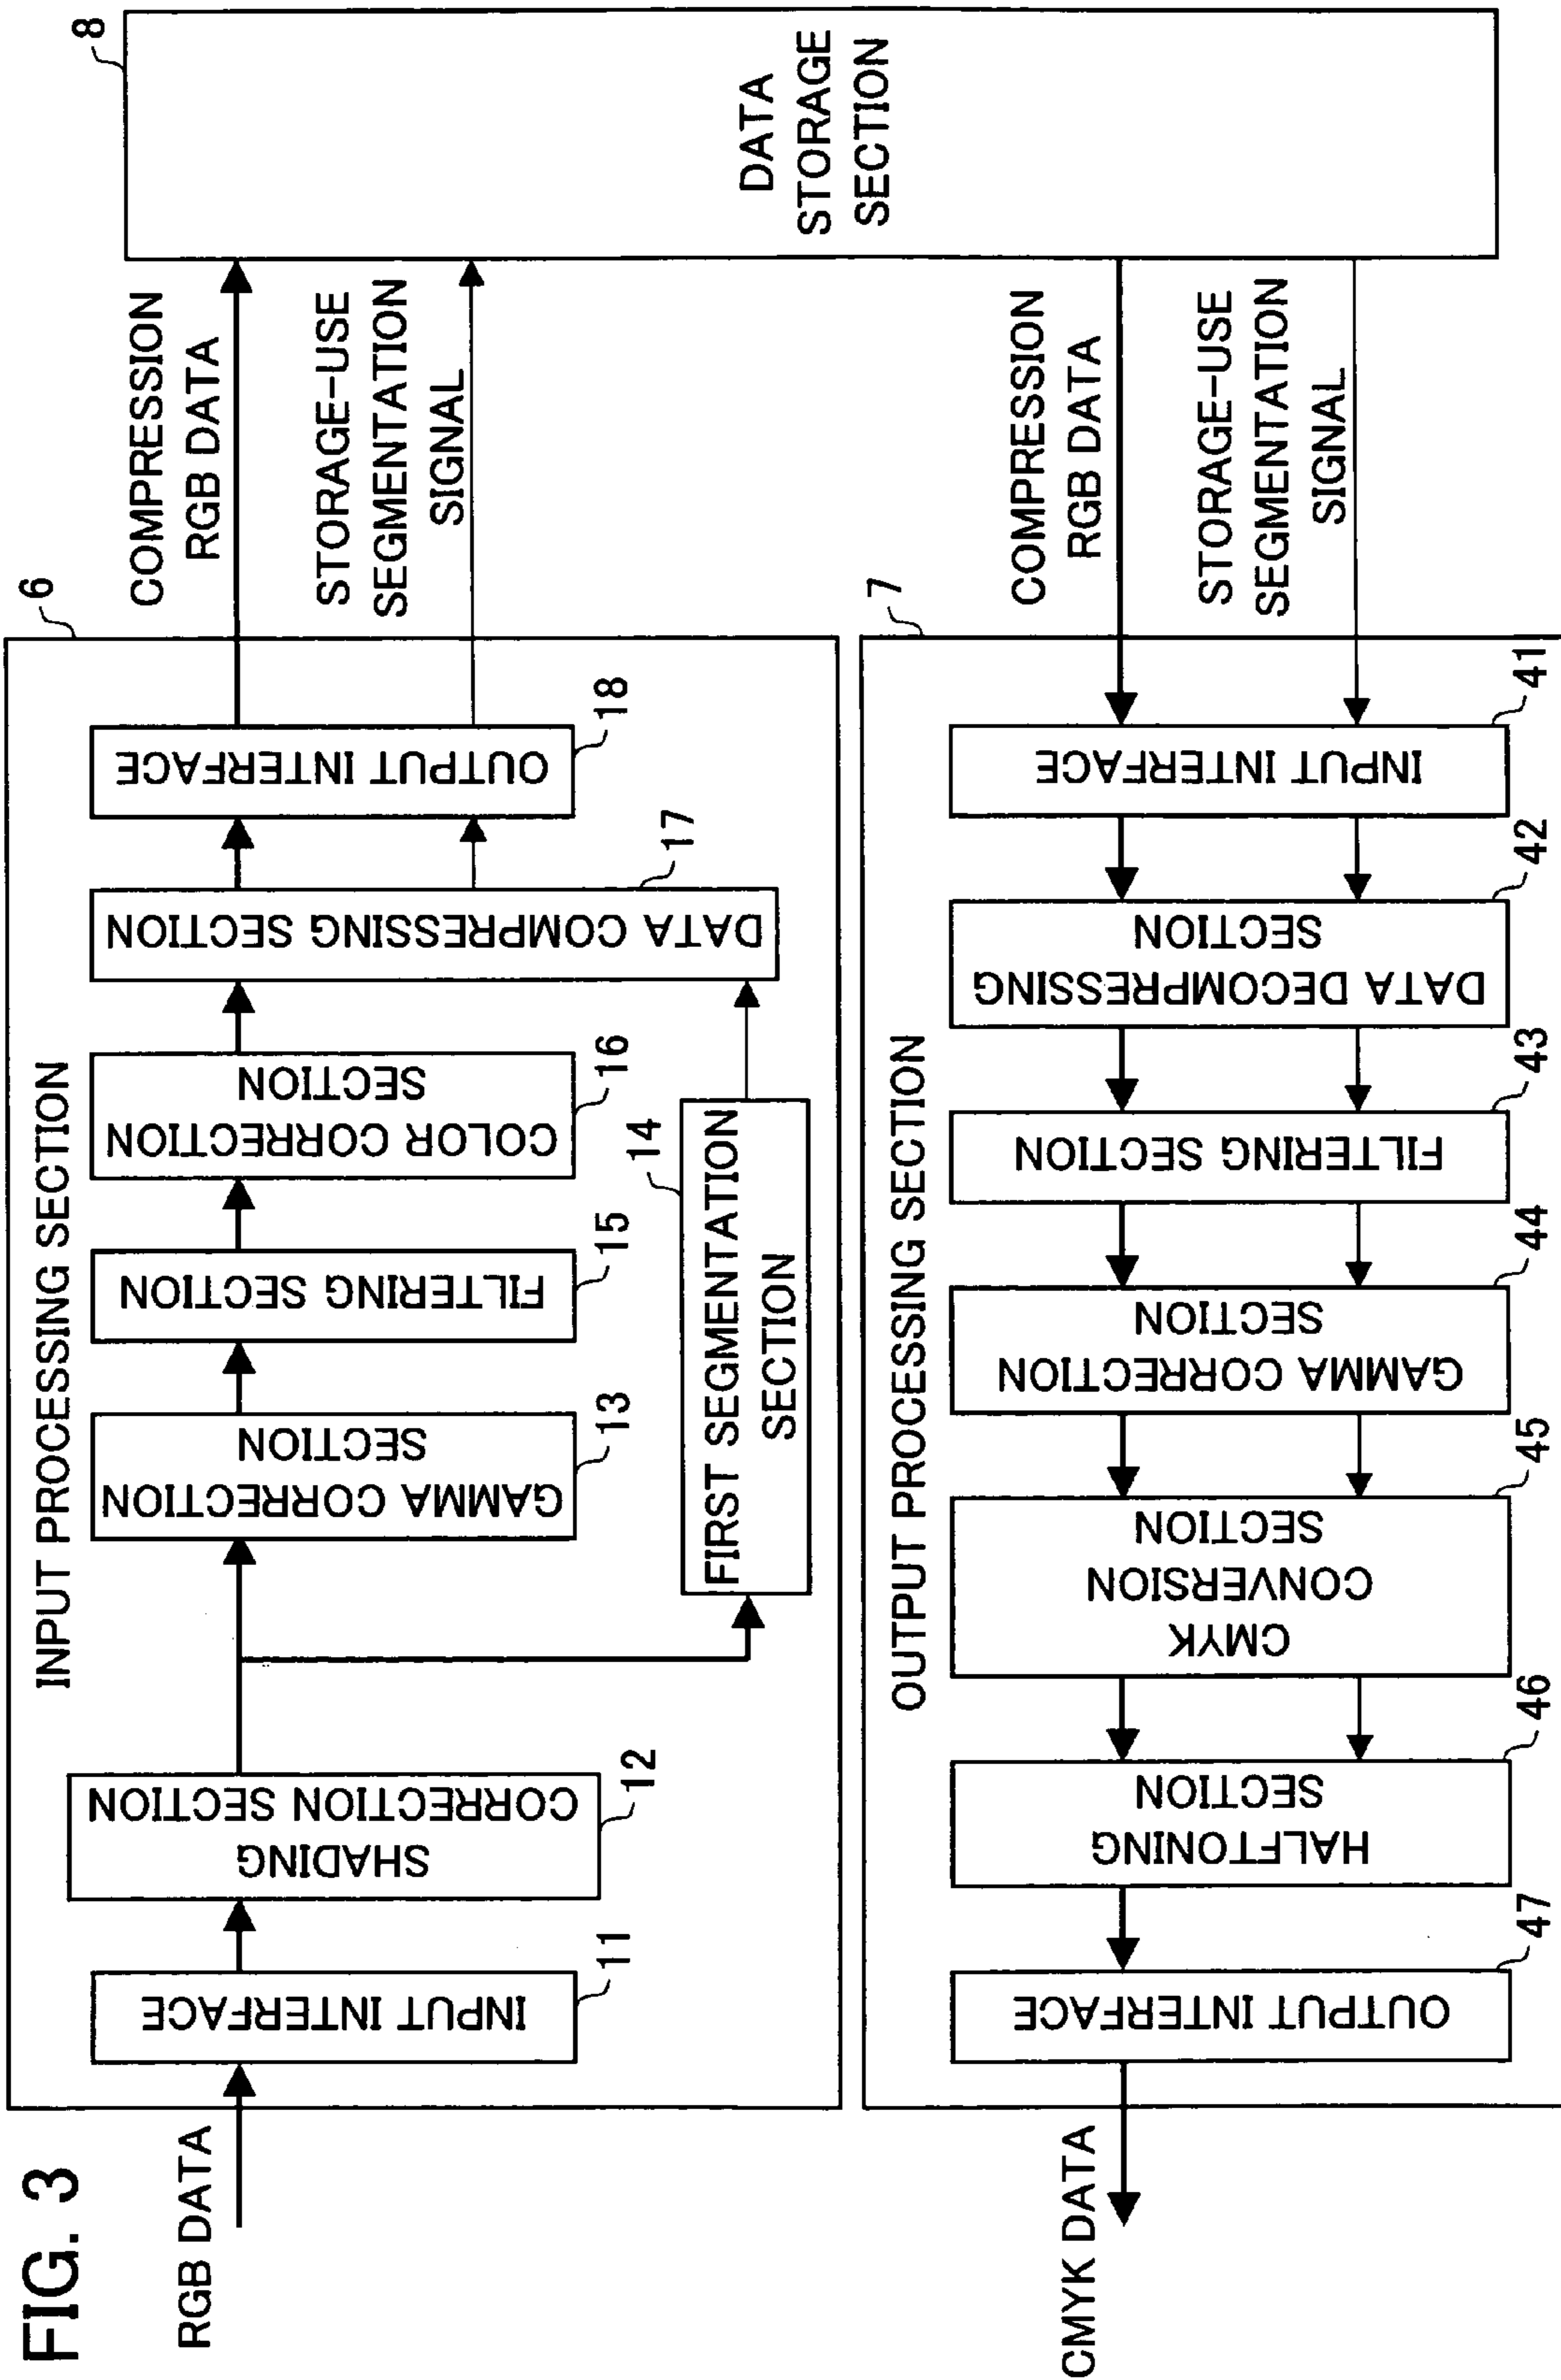 FIG. 3
RGB DATA
INPUT PROCESSING SECTION
6
INPUT INTERFACE
11
SHADING
CORRECTION SECTION
12
GAMMA CORRECTION
SECTION
13
FIRST SEGMENTATION
SECTION
14
FILTERING SECTION
15
COLOR CORRECTION
SECTION
16
DATA COMPRESSING SECTION
17
OUTPUT INTERFACE
18
COMPRESSION
RGB DATA
STORAGE-USE
SEGMENTATION
SIGNAL
8
DATA
STORAGE
SECTION
CMYK DATA
OUTPUT PROCESSING SECTION
7
OUTPUT INTERFACE
47
HALFTONING
SECTION
46
CMYK
CONVERSION
SECTION
45
GAMMA CORRECTION
SECTION
44
FILTERING SECTION
43
DATA DECOMPRESSING
SECTION
42
INPUT INTERFACE
41
COMPRESSION
RGB DATA
STORAGE-USE
SEGMENTATION
SIGNAL